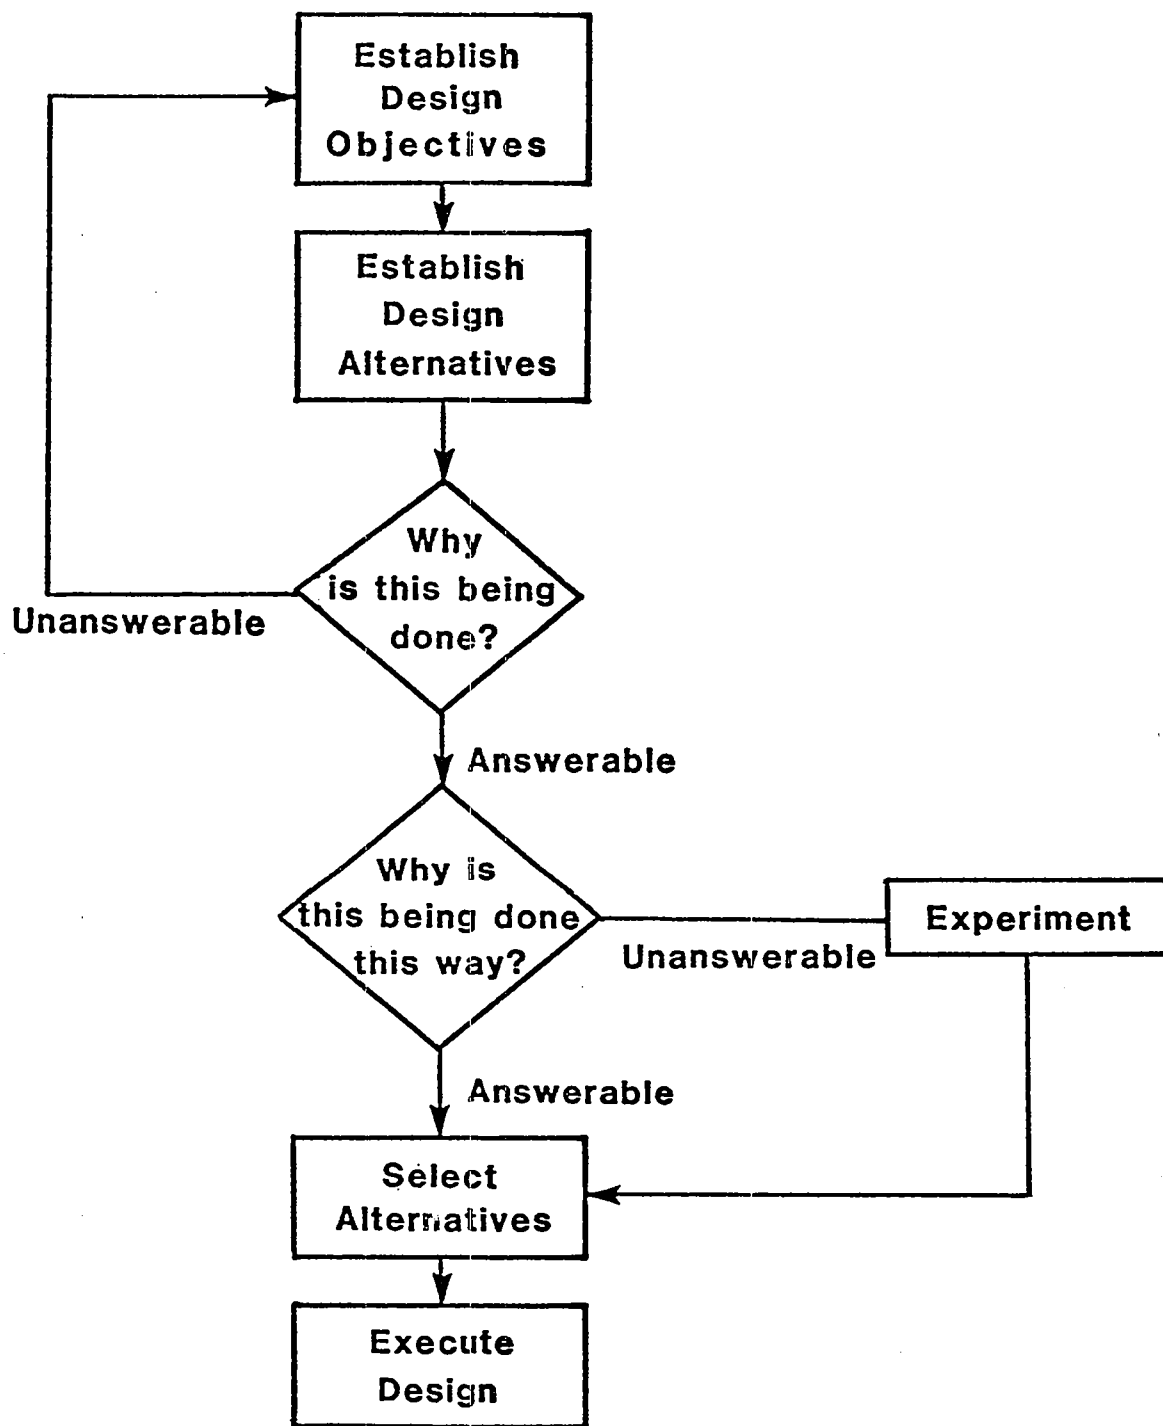 Establish
Design
Objectives
Establish
Design
Alternatives
Why
is this being
done?
Unanswerable
Answerable
Why is
this being done
this way?
Unanswerable
Experiment
Answerable
Select
Alternatives
Execute
Design